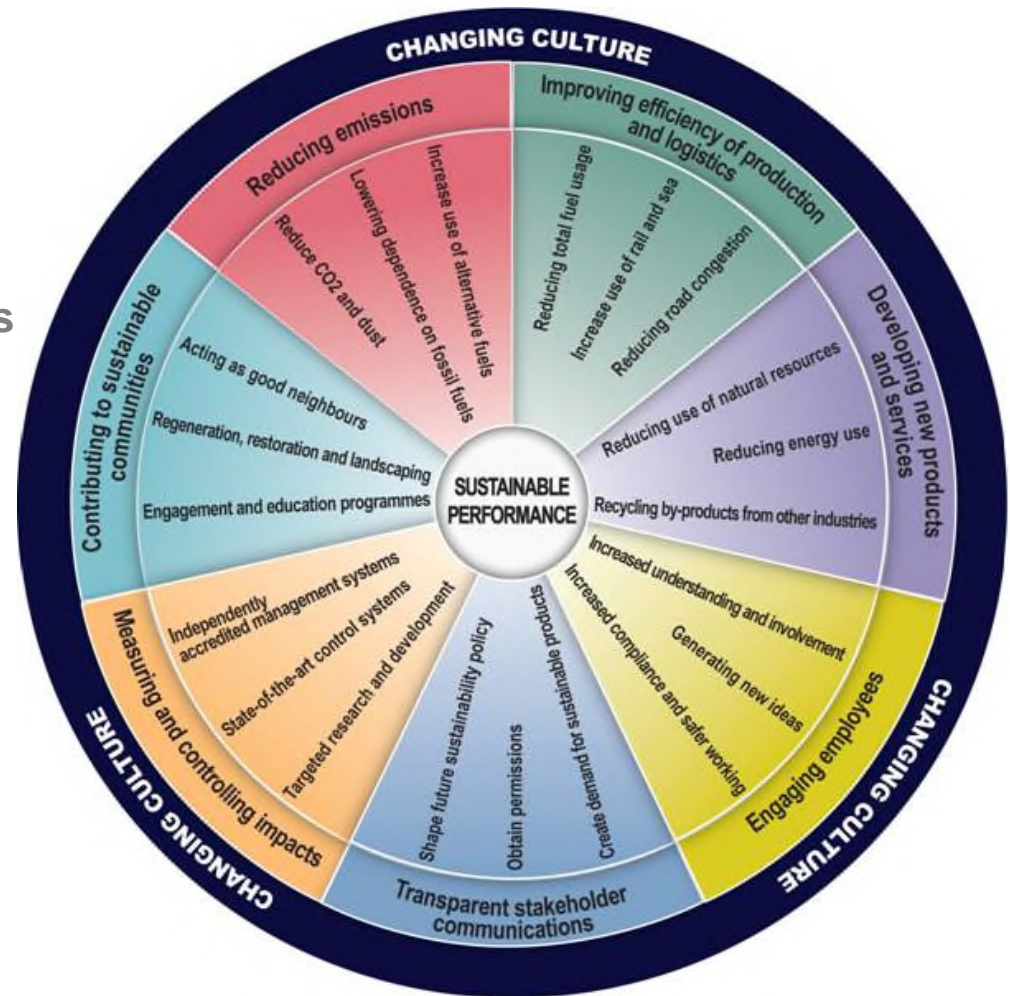 CHANGING CULTURE
Reducing emissions
Reduce CO2 and dust
Lowering dependence on fossil fuels
Increase use of alternative fuels
Improving efficiency of production
and logistics
Reducing total fuel usage
Increase use of rail and sea
Reducing road congestion
Developing new products
and services
Reducing use of natural resources
Reducing energy use
Recycling by-products from other industries
Engaging employees
Increased understanding and involvement
Generating new ideas
Increased compliance and safer working
CHANGING CULTURE
Transparent stakeholder
communications
Create demand for sustainable products
Obtain permissions
Shape future sustainability policy
Measuring and controlling impacts
Targeted research and development
State-of-the-art control systems
Independently
accredited management systems
CHANGING CULTURE
Contributing to sustainable
communities
Engagement and education programmes
Regeneration, restoration and landscaping
Acting as good neighbours
SUSTAINABLE
PERFORMANCE
s